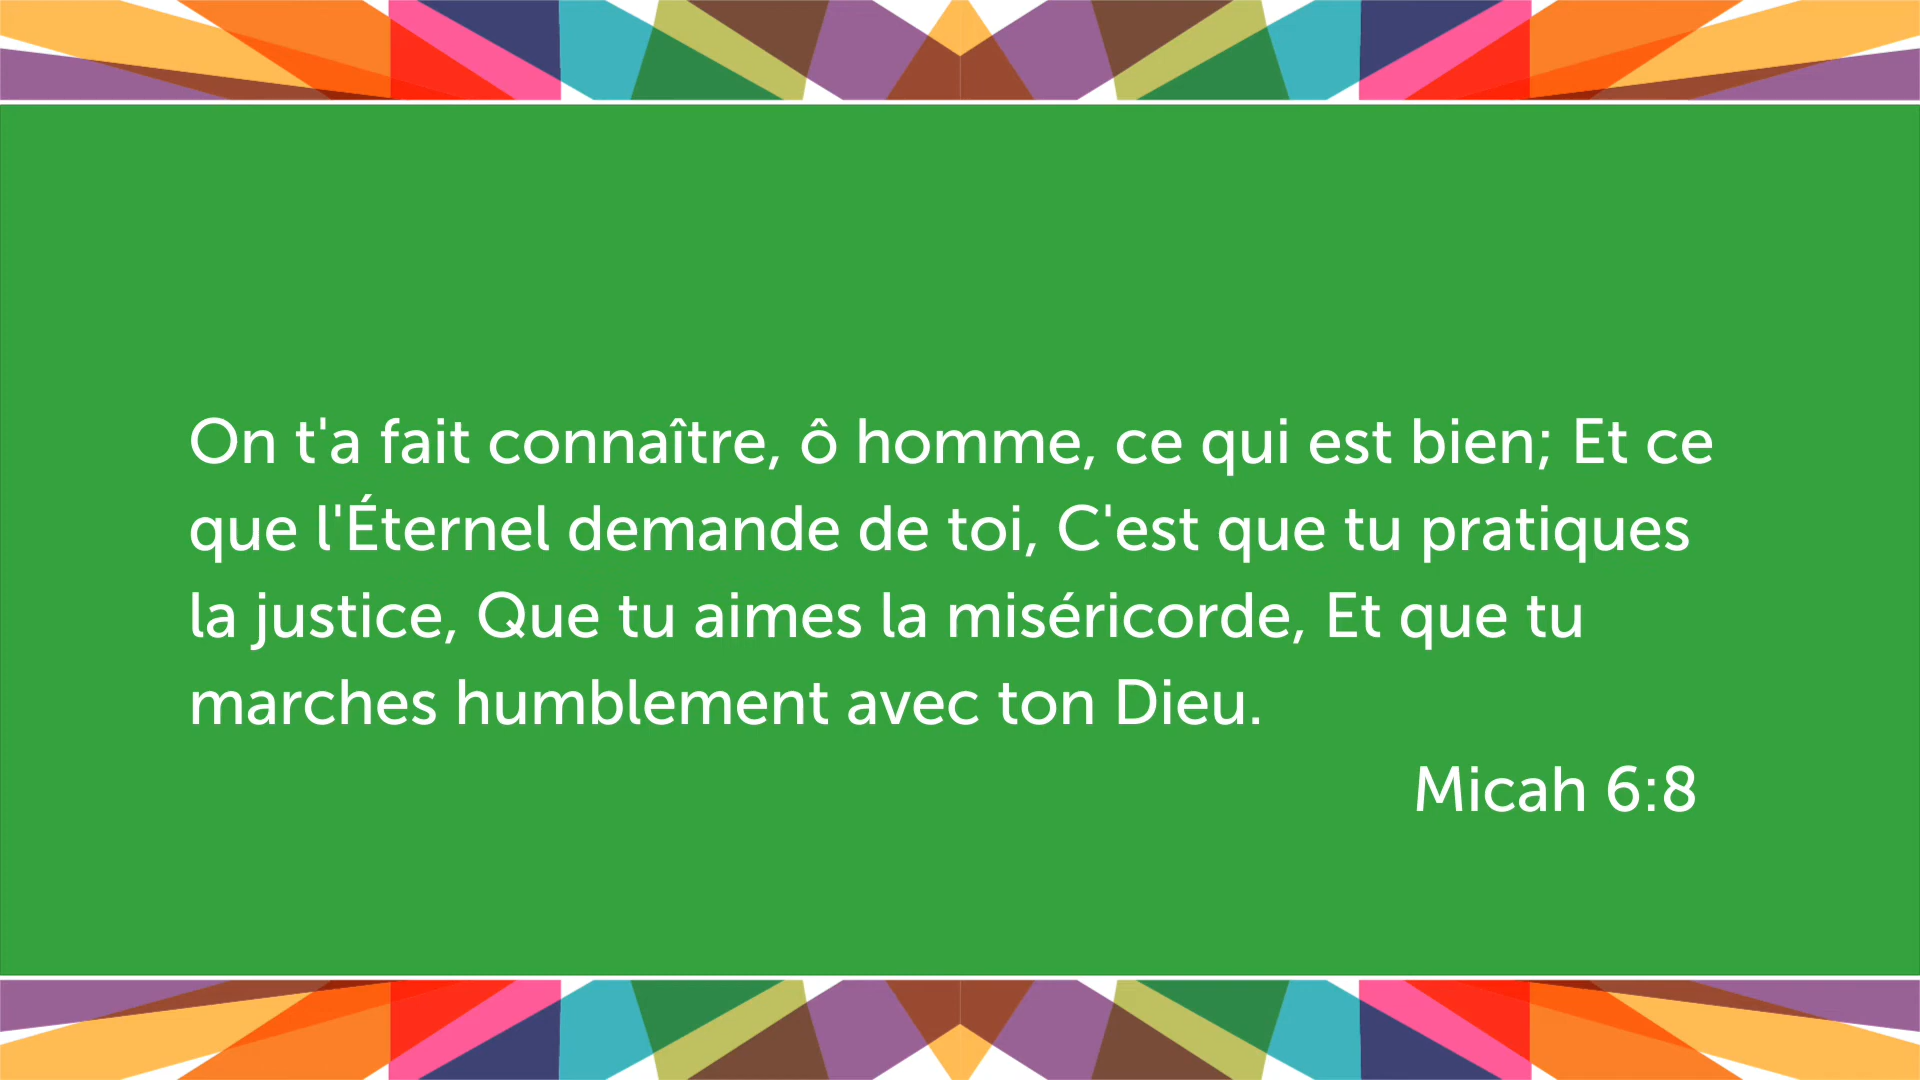 On t'a fait connaître, ô homme, ce qui est bien; Et ce
que l'Éternel demande de toi, C'est que tu pratiques
la justice, Que tu aimes la miséricorde, Et que tu
marches humblement avec ton Dieu.
Micah 6:8